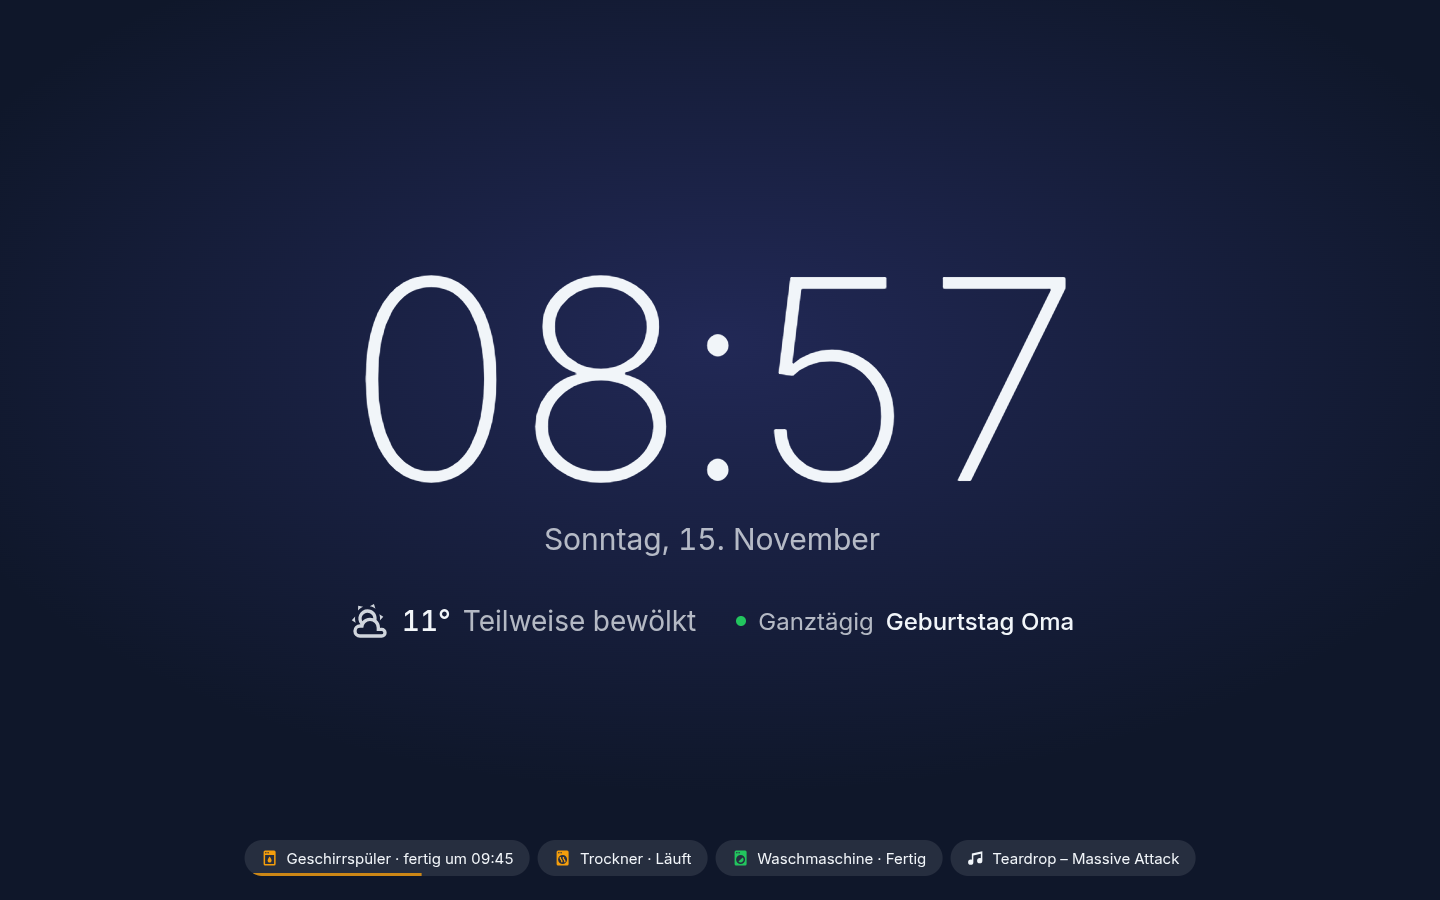 08:57
Sonntag, 15. November
11° Teilweise bewölkt Ganztägig Geburtstag Oma
Geschirrspüler · fertig um 09:45 Trockner · Läuft Waschmaschine · Fertig Teardrop – Massive Attack